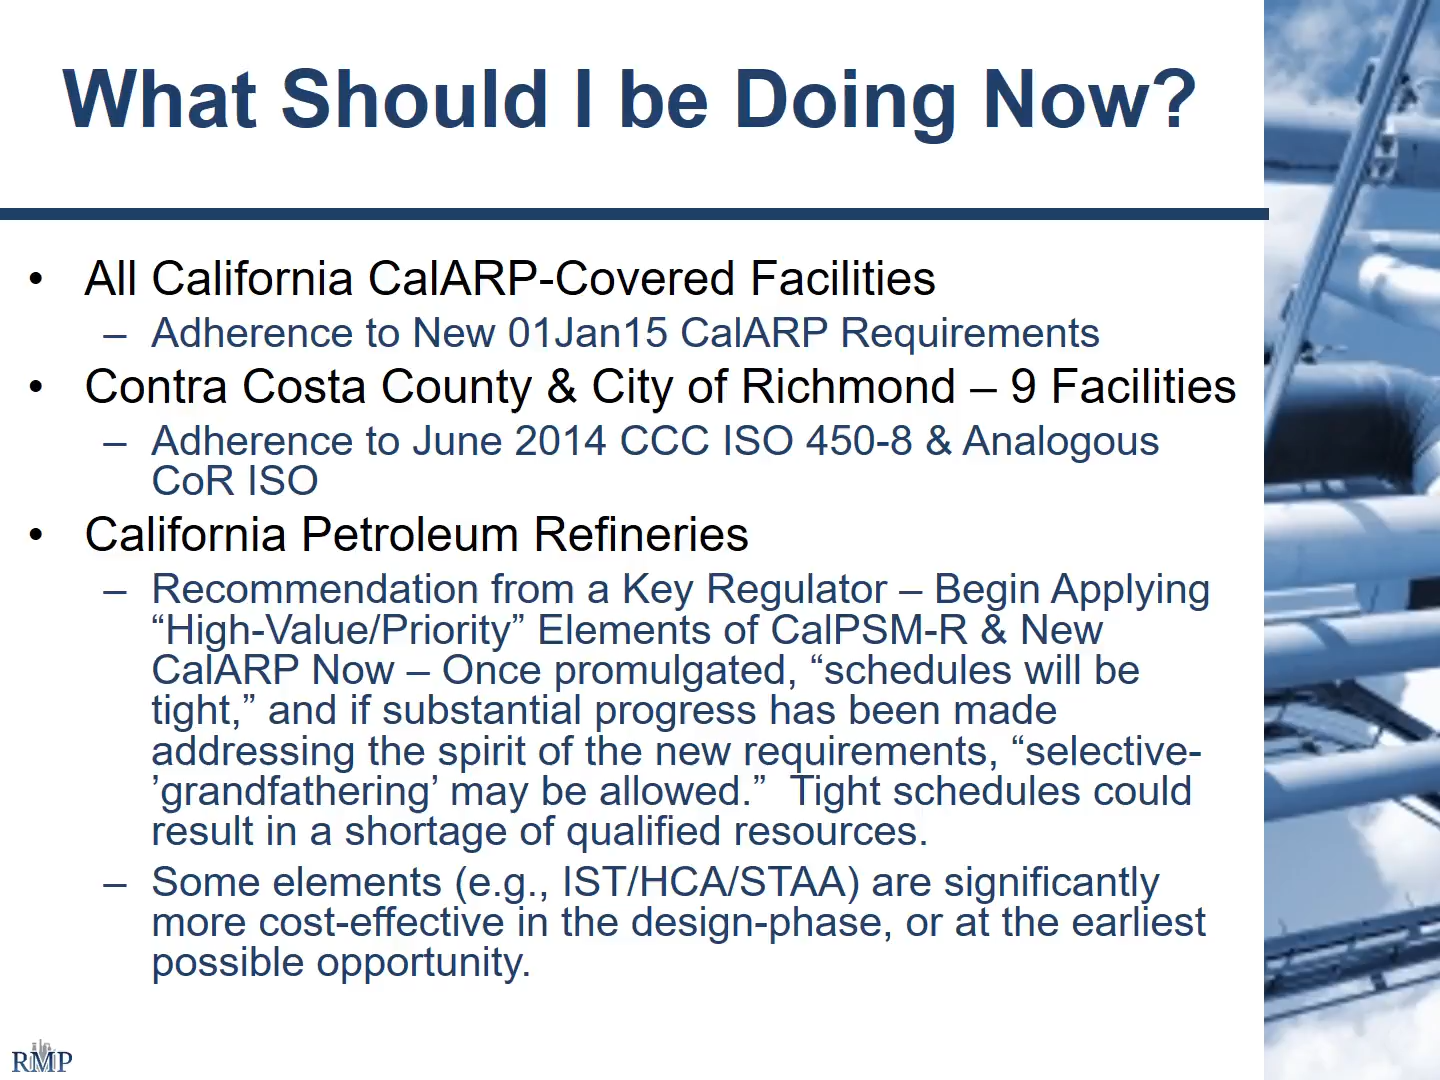 What Should I be Doing Now?
• All California CalARP-Covered Facilities
– Adherence to New 01Jan15 CalARP Requirements
• Contra Costa County & City of Richmond – 9 Facilities
– Adherence to June 2014 CCC ISO 450-8 & Analogous
CoR ISO
• California Petroleum Refineries
– Recommendation from a Key Regulator – Begin Applying
“High-Value/Priority” Elements of CalPSM-R & New
CalARP Now – Once promulgated, “schedules will be
tight,” and if substantial progress has been made
addressing the spirit of the new requirements, “selective-
’grandfathering’ may be allowed.”  Tight schedules could
result in a shortage of qualified resources.
– Some elements (e.g., IST/HCA/STAA) are significantly
more cost-effective in the design-phase, or at the earliest
possible opportunity.
RMP